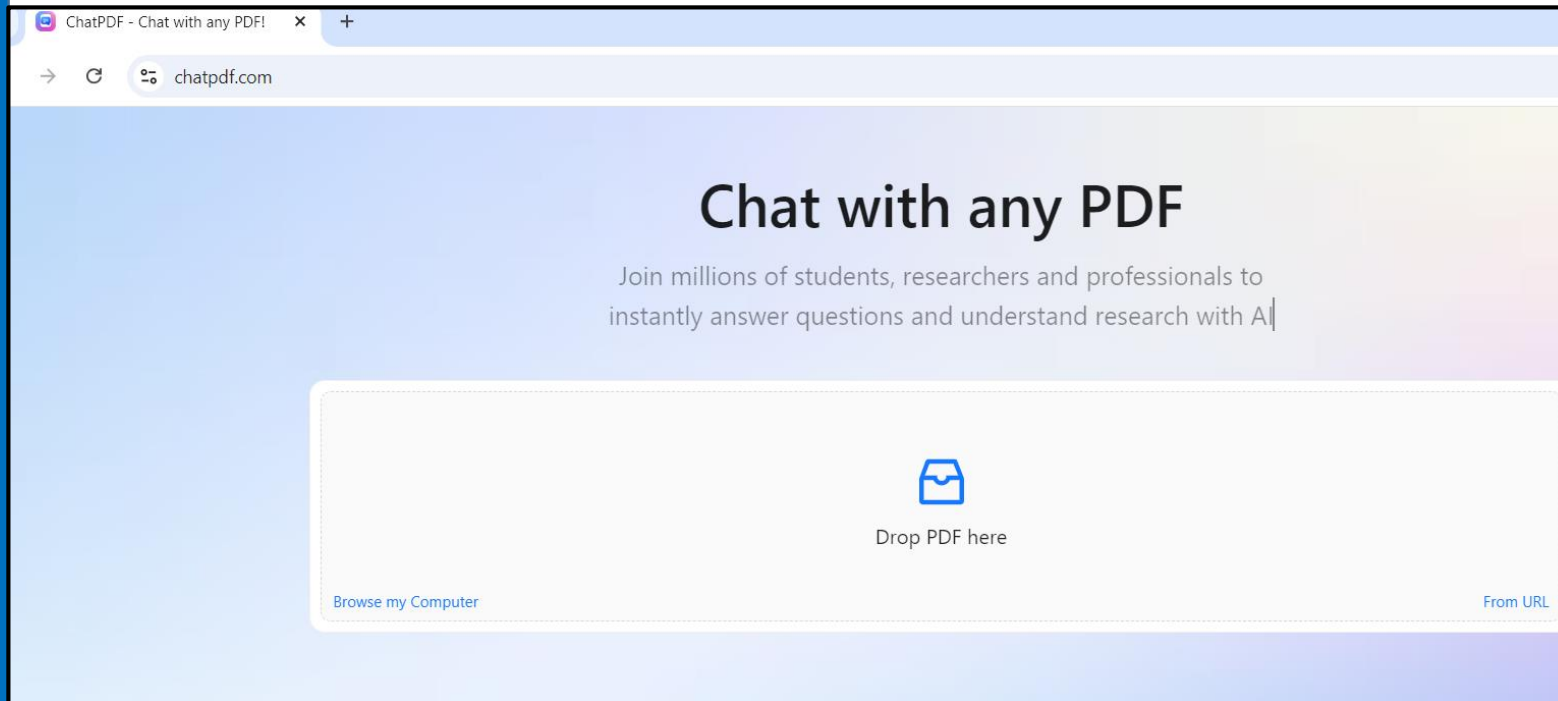 ChatPDF - Chat with any PDF!
chatpdf.com
Chat with any PDF
Join millions of students, researchers and professionals to
instantly answer questions and understand research with AI
Drop PDF here
Browse my Computer
From URL